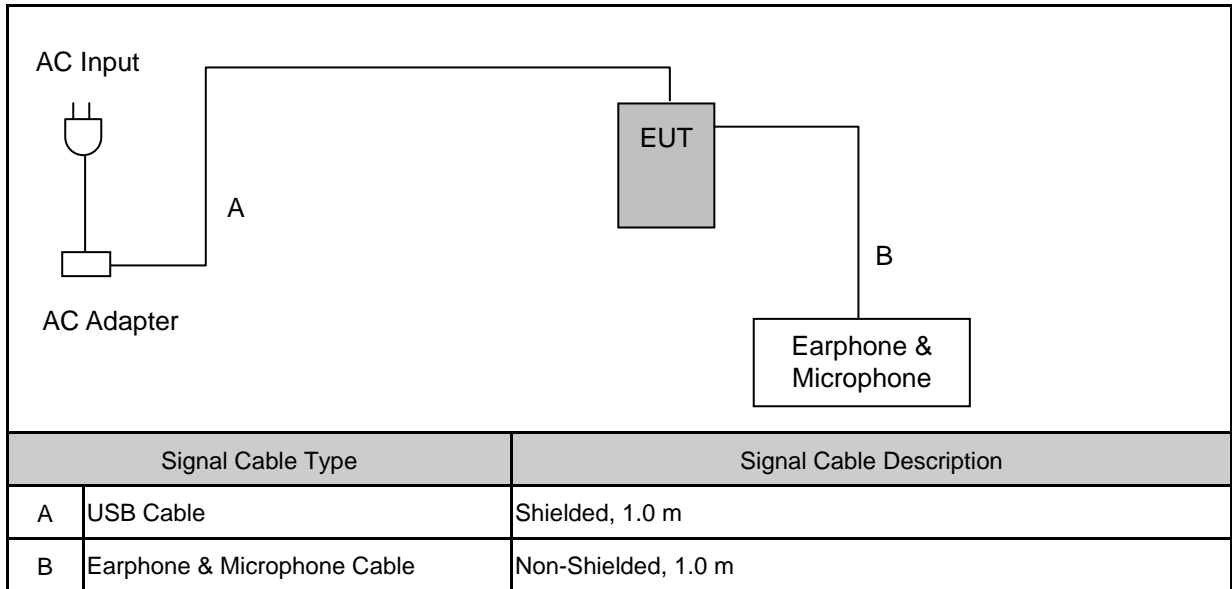 AC Input
EUT
A
B
AC Adapter
Earphone &
Microphone
Signal Cable Type Signal Cable Description
A USB Cable Shielded, 1.0 m
B Earphone & Microphone Cable Non-Shielded, 1.0 m